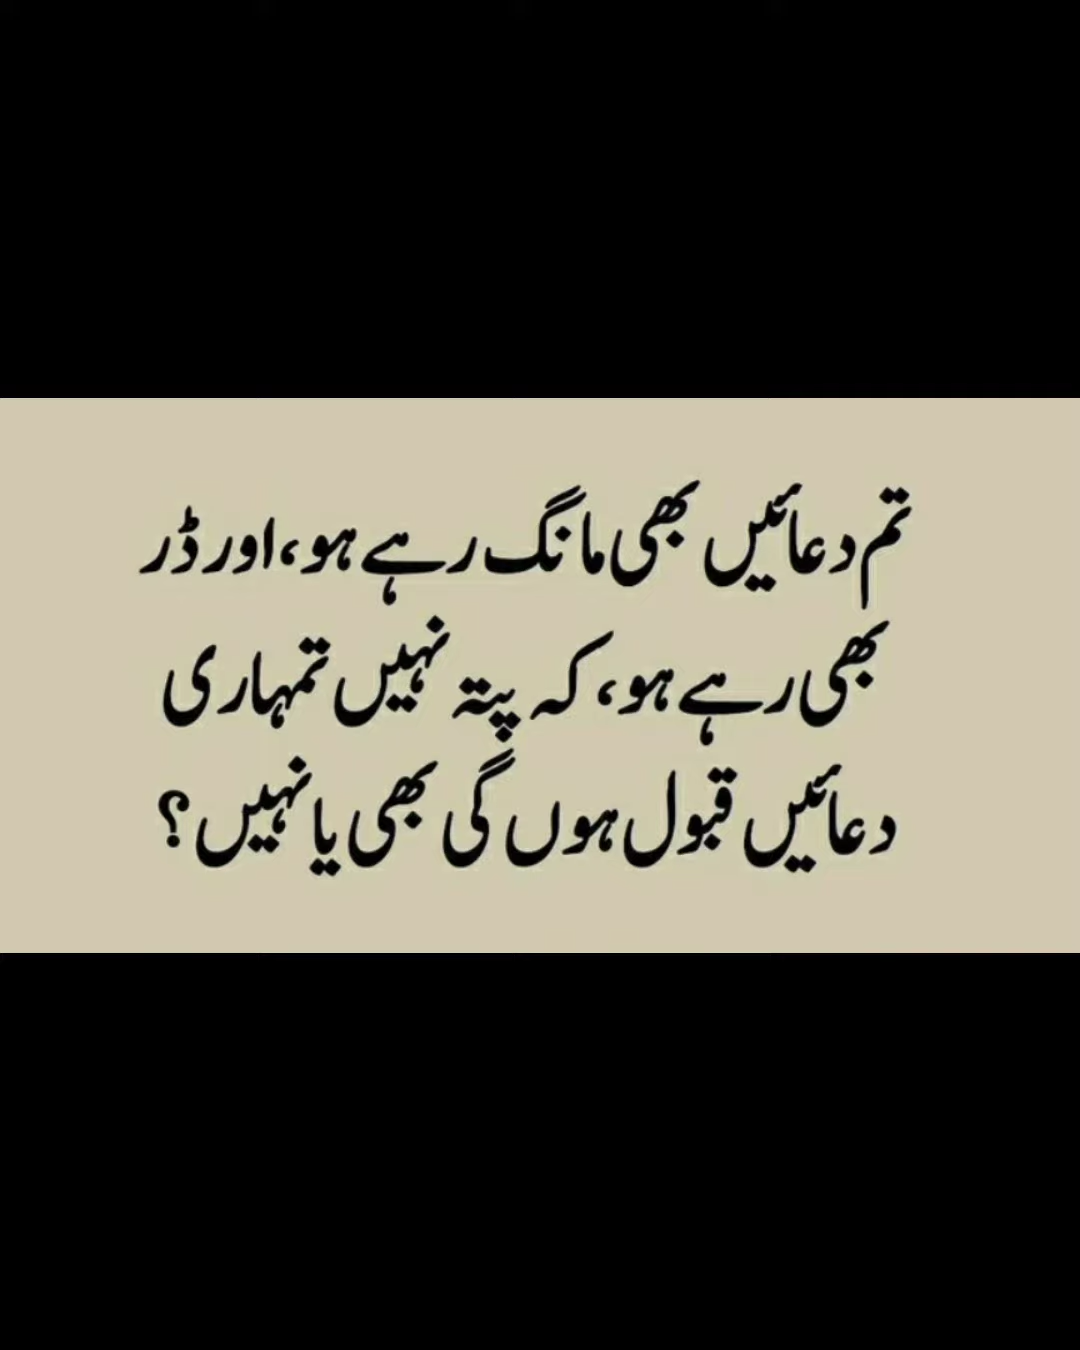 تم دعائیں بھی مانگ رہے ہو، اور ڈر
بھی رہے ہو، کہ پتہ نہیں تمہاری
دعائیں قبول ہوں گی بھی یا نہیں؟